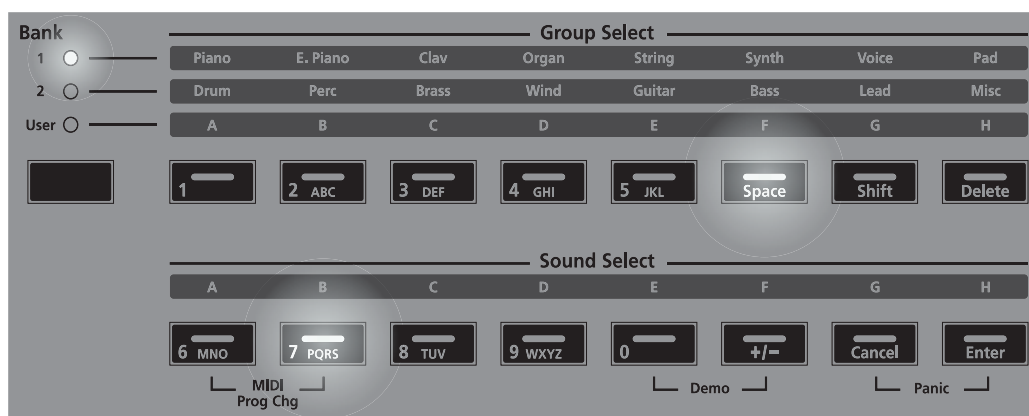 Bank
Group Select
1 Piano E. Piano Clav Organ String Synth Voice Pad
2 Drum Perc Brass Wind Guitar Bass Lead Misc
User A B C D E F G H
1 2 ABC 3 DEF 4 GHI 5 JKL Space Shift Delete
Sound Select
A B C D E F G H
6 MNO 7 PQRS 8 TUV 9 WXYZ 0 +/− Cancel Enter
MIDI Demo Panic
Prog Chg